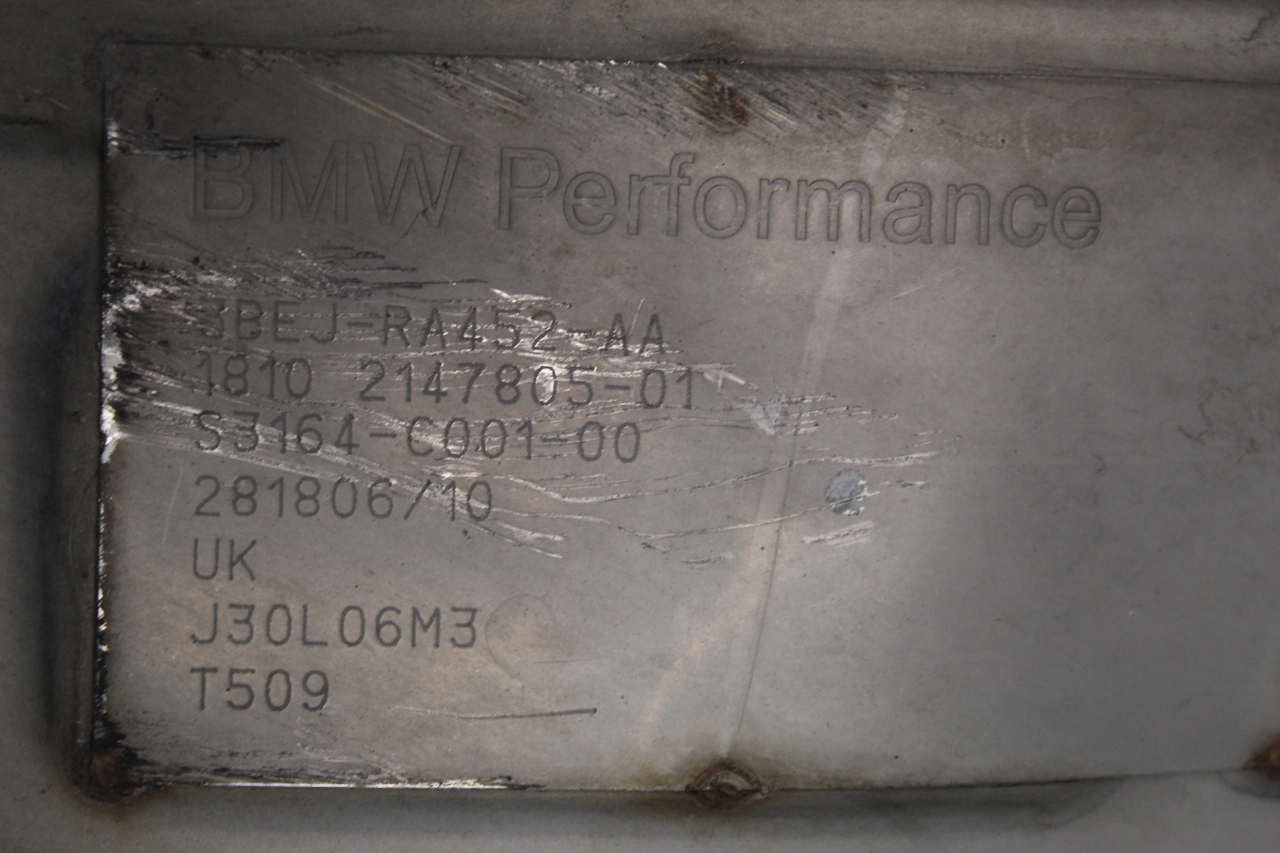 BMW Performance
3BEJ-RA452-AA
1810 2147805-01
S3164-C001-00
281806/10
UK
J30L06M3
T509